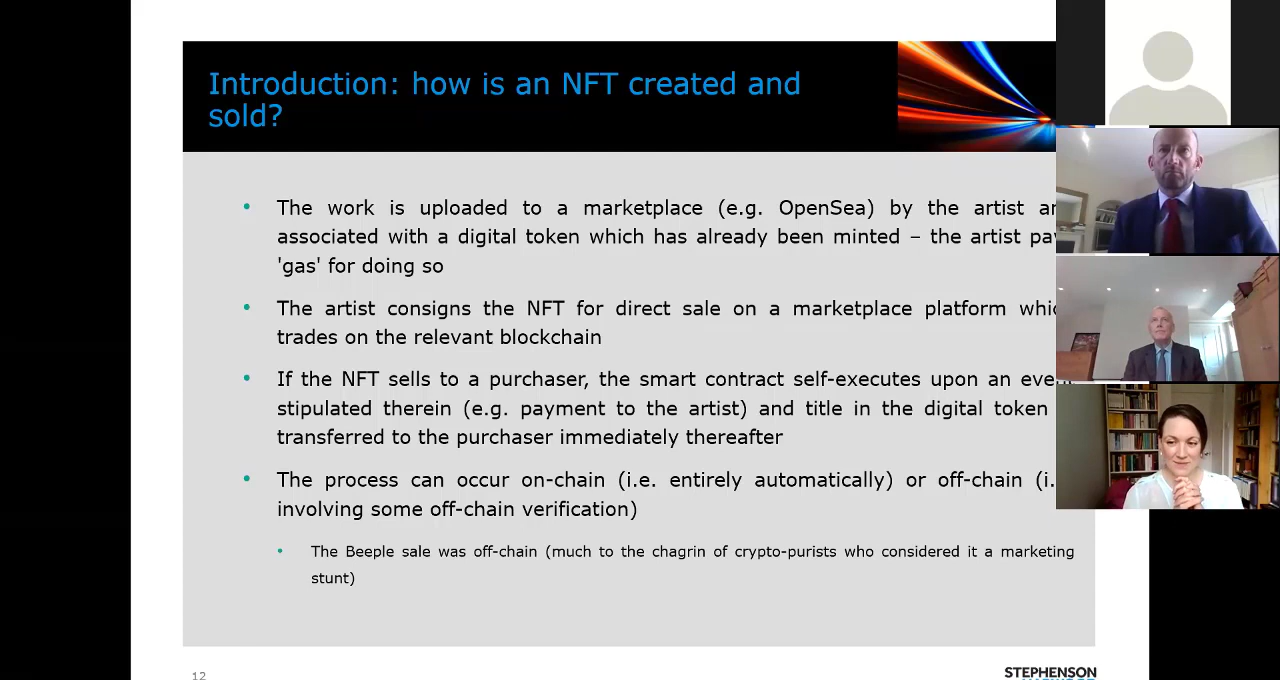 Introduction: how is an NFT created and
sold?
• The work is uploaded to a marketplace (e.g. OpenSea) by the artist
associated with a digital token which has already been minted – the artist
'gas' for doing so
• The artist consigns the NFT for direct sale on a marketplace platform
trades on the relevant blockchain
• If the NFT sells to a purchaser, the smart contract self-executes upon an
stipulated therein (e.g. payment to the artist) and title in the digital token
transferred to the purchaser immediately thereafter
• The process can occur on-chain (i.e. entirely automatically) or off-chain
involving some off-chain verification)
• The Beeple sale was off-chain (much to the chagrin of crypto-purists who considered it a marketing
stunt)
12
STEPHENSON